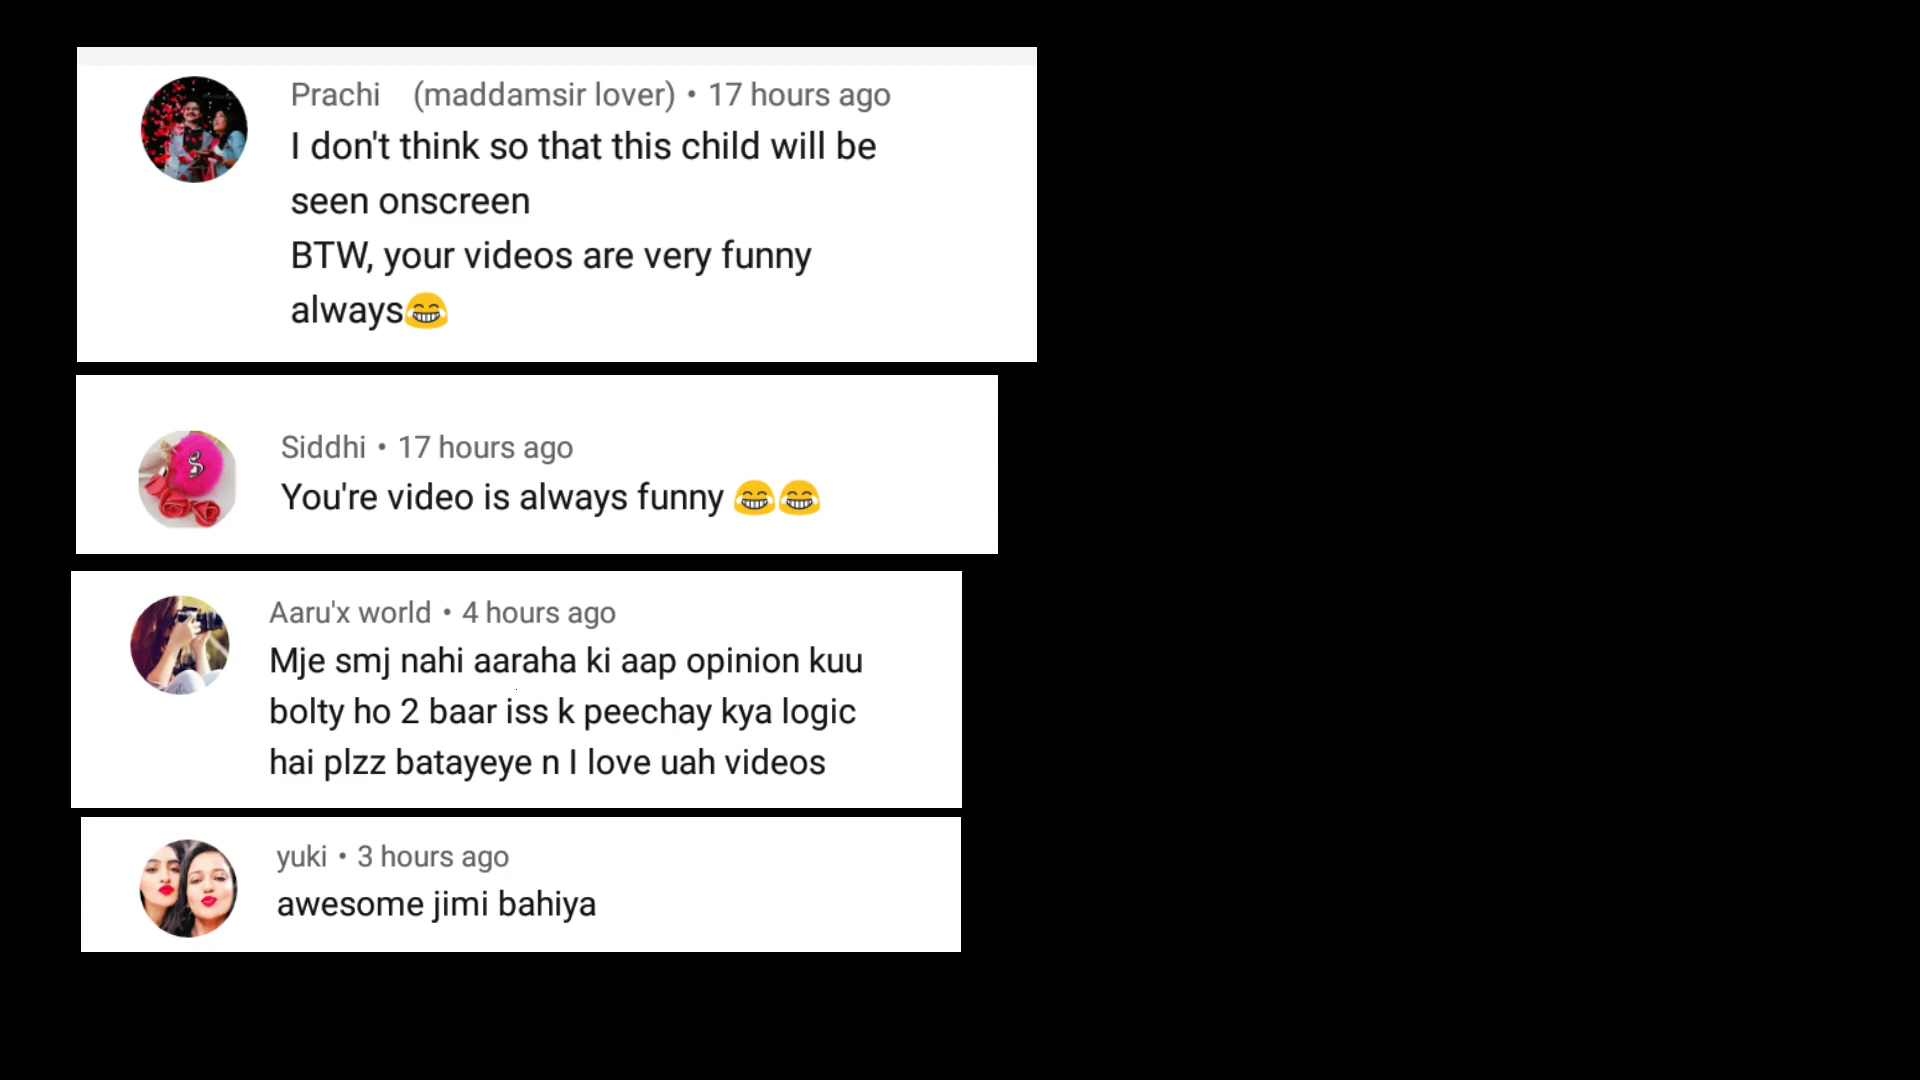 Prachi (maddamsir lover) • 17 hours ago
I don't think so that this child will be
seen onscreen
BTW, your videos are very funny
always😂
Siddhi • 17 hours ago
You're video is always funny 😂😂
Aaru'x world • 4 hours ago
Mje smj nahi aaraha ki aap opinion kuu
bolty ho 2 baar iss k peechay kya logic
hai plzz batayeye n I love uah videos
yuki • 3 hours ago
awesome jimi bahiya